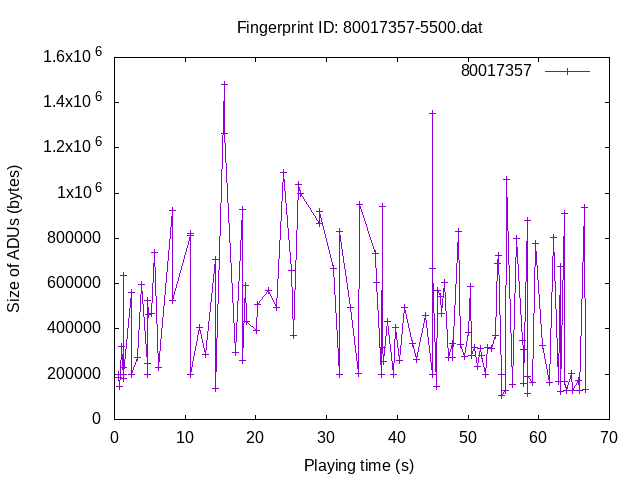 Fingerprint ID: 80017357-5500.dat
1.6x10^6
1.4x10^6
1.2x10^6
1x10^6
800000
600000
400000
200000
0
80017357
Size of ADUs (bytes)
0 10 20 30 40 50 60 70
Playing time (s)